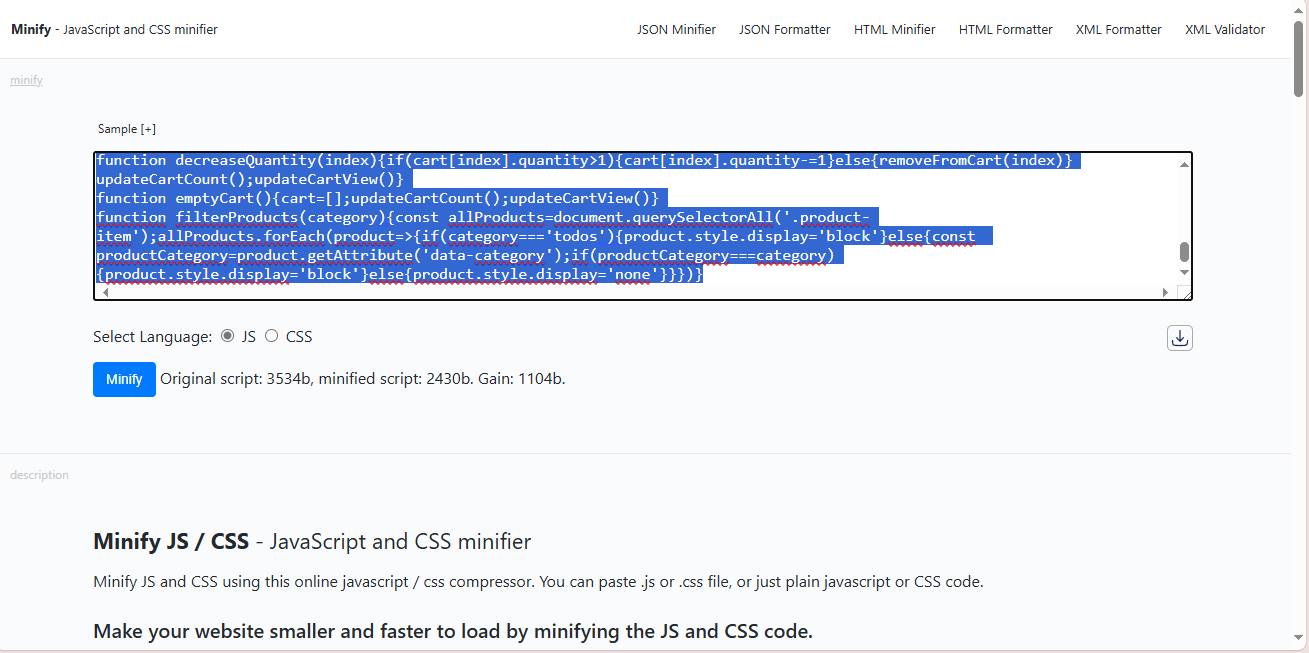 Minify - JavaScript and CSS minifier
JSON Minifier JSON Formatter HTML Minifier HTML Formatter XML Formatter XML Validator
minify
Sample [+]
function decreaseQuantity(index){if(cart[index].quantity>1){cart[index].quantity-=1}else{removeFromCart(index)}
updateCartCount();updateCartView()}
function emptyCart(){cart=[];updateCartCount();updateCartView()}
function filterProducts(category){const allProducts=document.querySelectorAll('.product-
item');allProducts.forEach(product=>{if(category==='todos'){product.style.display='block'}else{const
productCategory=product.getAttribute('data-category');if(productCategory===category)
{product.style.display='block'}else{product.style.display='none'}}})}
Select Language: JS CSS
Minify Original script: 3534b, minified script: 2430b. Gain: 1104b.
description
Minify JS / CSS - JavaScript and CSS minifier
Minify JS and CSS using this online javascript / css compressor. You can paste .js or .css file, or just plain javascript or CSS code.
Make your website smaller and faster to load by minifying the JS and CSS code.